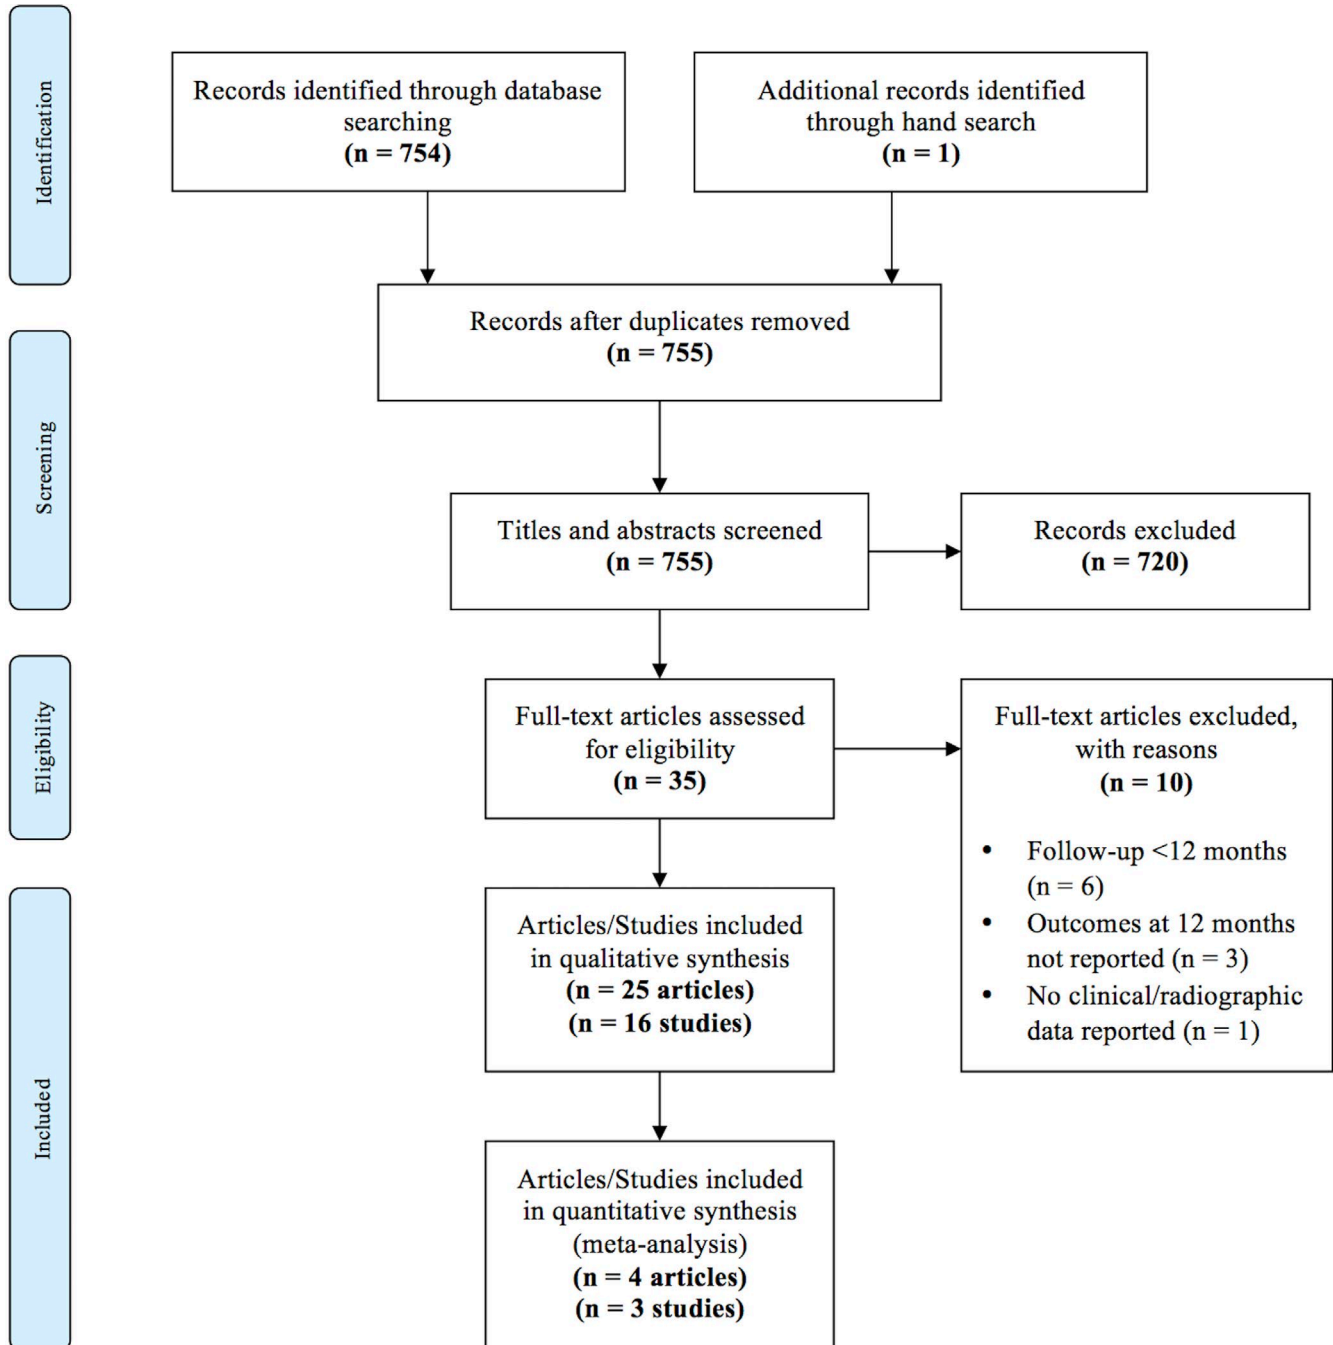 Identification
Records identified through database
searching
(n = 754)
Additional records identified
through hand search
(n = 1)
Records after duplicates removed
(n = 755)
Screening
Titles and abstracts screened
(n = 755)
Records excluded
(n = 720)
Eligibility
Full-text articles assessed
for eligibility
(n = 35)
Full-text articles excluded,
with reasons
(n = 10)
• Follow-up <12 months
(n = 6)
• Outcomes at 12 months
not reported (n = 3)
• No clinical/radiographic
data reported (n = 1)
Included
Articles/Studies included
in qualitative synthesis
(n = 25 articles)
(n = 16 studies)
Articles/Studies included
in quantitative synthesis
(meta-analysis)
(n = 4 articles)
(n = 3 studies)